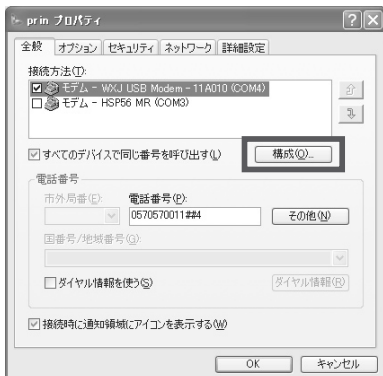 prin プロパティ
全般 オプション セキュリティ ネットワーク 詳細設定
接続方法(T):
モデム - WXJ USB Modem - 11A010 (COM4)
モデム - HSP56 MR (COM3)
すべてのデバイスで同じ番号を呼び出す(L)
構成(O)...
電話番号
市外局番(E): 電話番号(P):
0570570011##4 その他(N)
国番号/地域番号(G):
ダイヤル情報を使う(S) ダイヤル情報(R)
接続時に通知領域にアイコンを表示する(W)
OK キャンセル